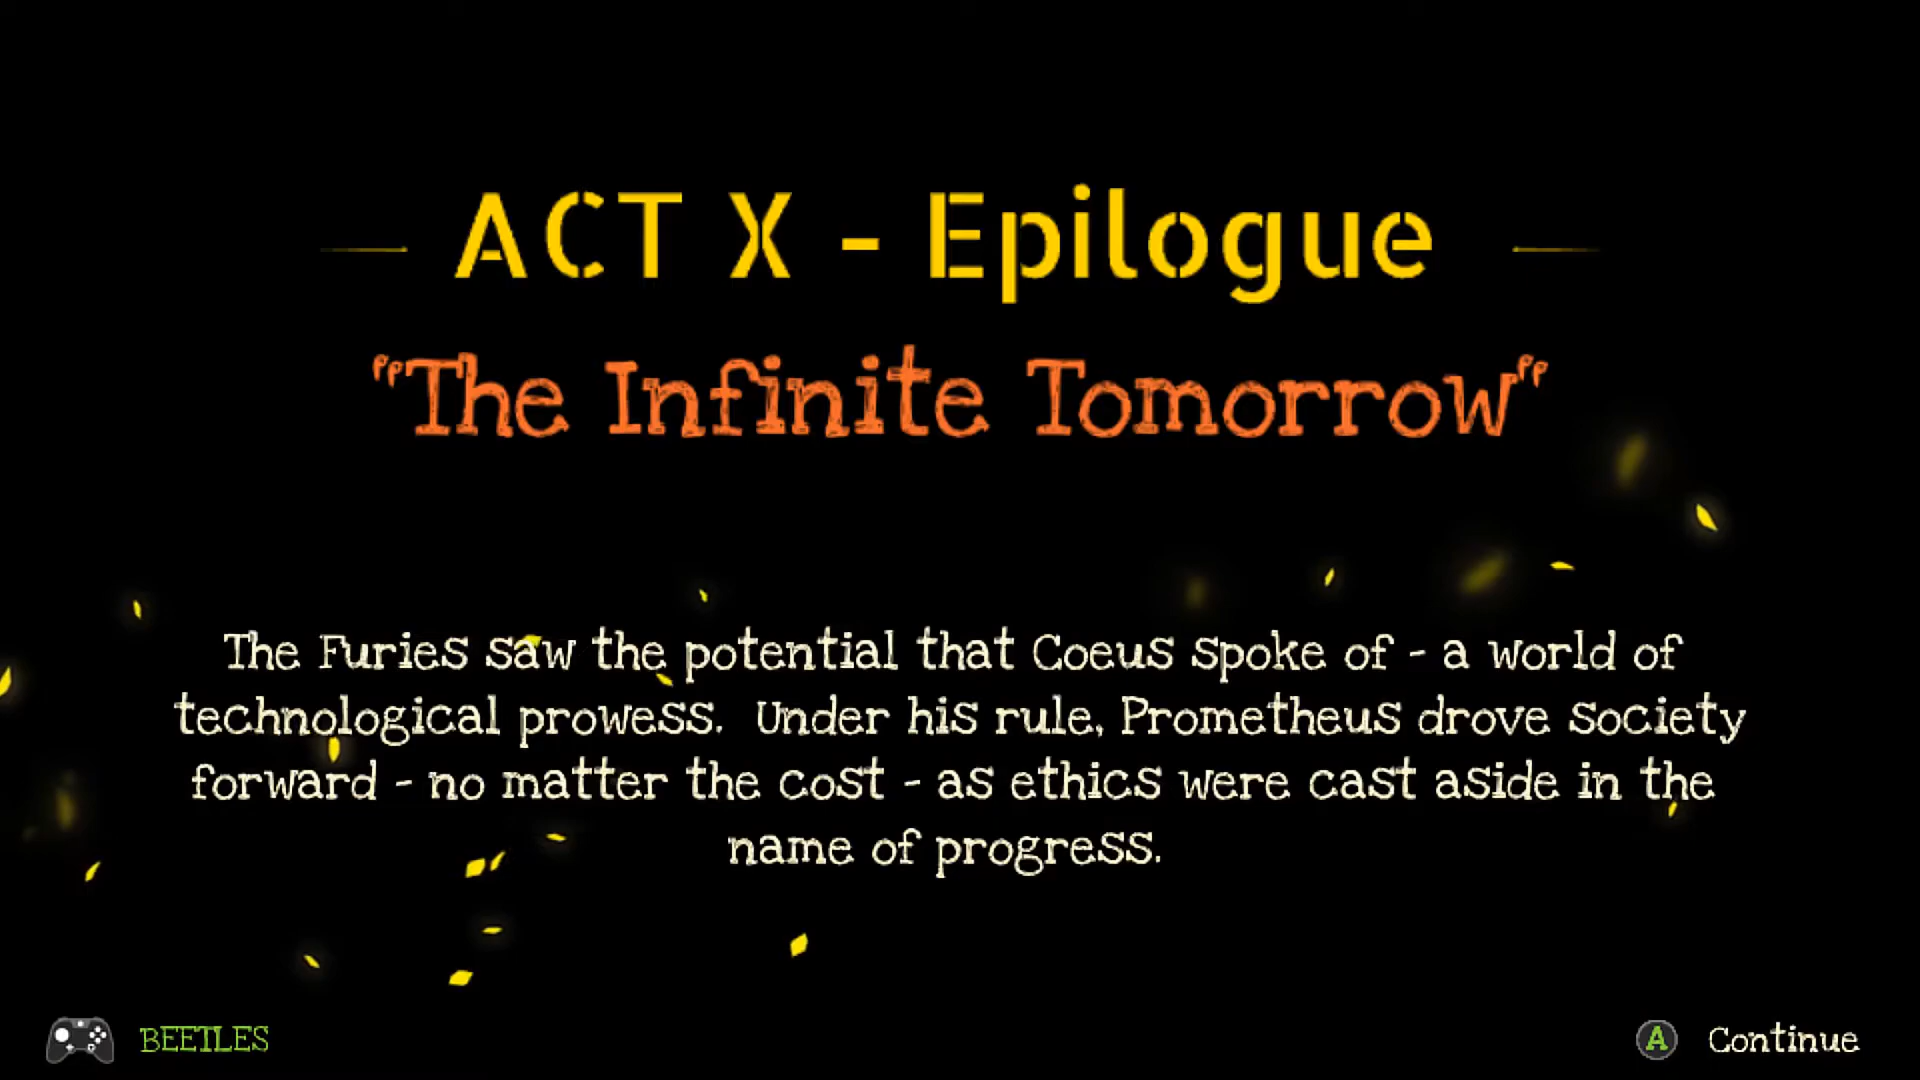 ACT X - Epilogue
"The Infinite Tomorrow"
The Furies saw the potential that Coeus spoke of - a world of
technological prowess.  Under his rule, Prometheus drove society
forward - no matter the cost - as ethics were cast aside in the
name of progress.
BEETLES
A Continue